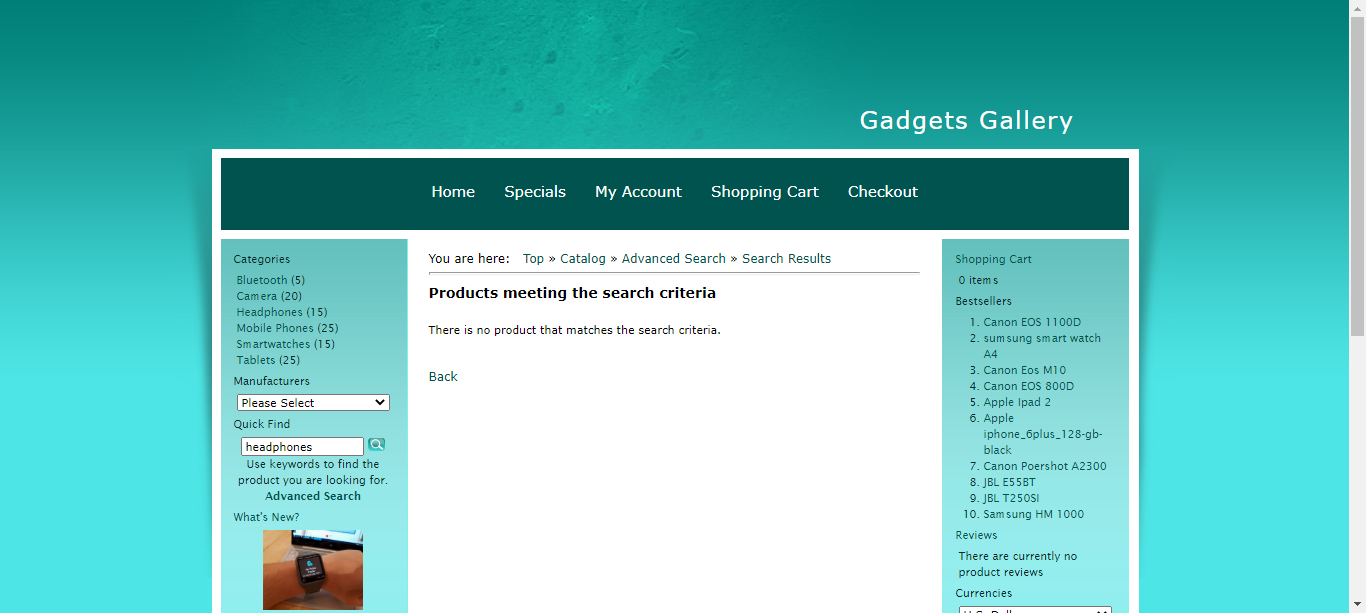 Gadgets Gallery
Home Specials My Account Shopping Cart Checkout
Categories
Bluetooth (5)
Camera (20)
Headphones (15)
Mobile Phones (25)
Smartwatches (15)
Tablets (25)
Manufacturers
Please Select
Quick Find
headphones
Use keywords to find the
product you are looking for.
Advanced Search
What's New?
You are here: Top » Catalog » Advanced Search » Search Results
Products meeting the search criteria
There is no product that matches the search criteria.
Back
Shopping Cart
0 items
Bestsellers
1. Canon EOS 1100D
2. sumsung smart watch
A4
3. Canon Eos M10
4. Canon EOS 800D
5. Apple Ipad 2
6. Apple
iphone_6plus_128-gb-
black
7. Canon Poershot A2300
8. JBL E55BT
9. JBL T250SI
10. Samsung HM 1000
Reviews
There are currently no
product reviews
Currencies